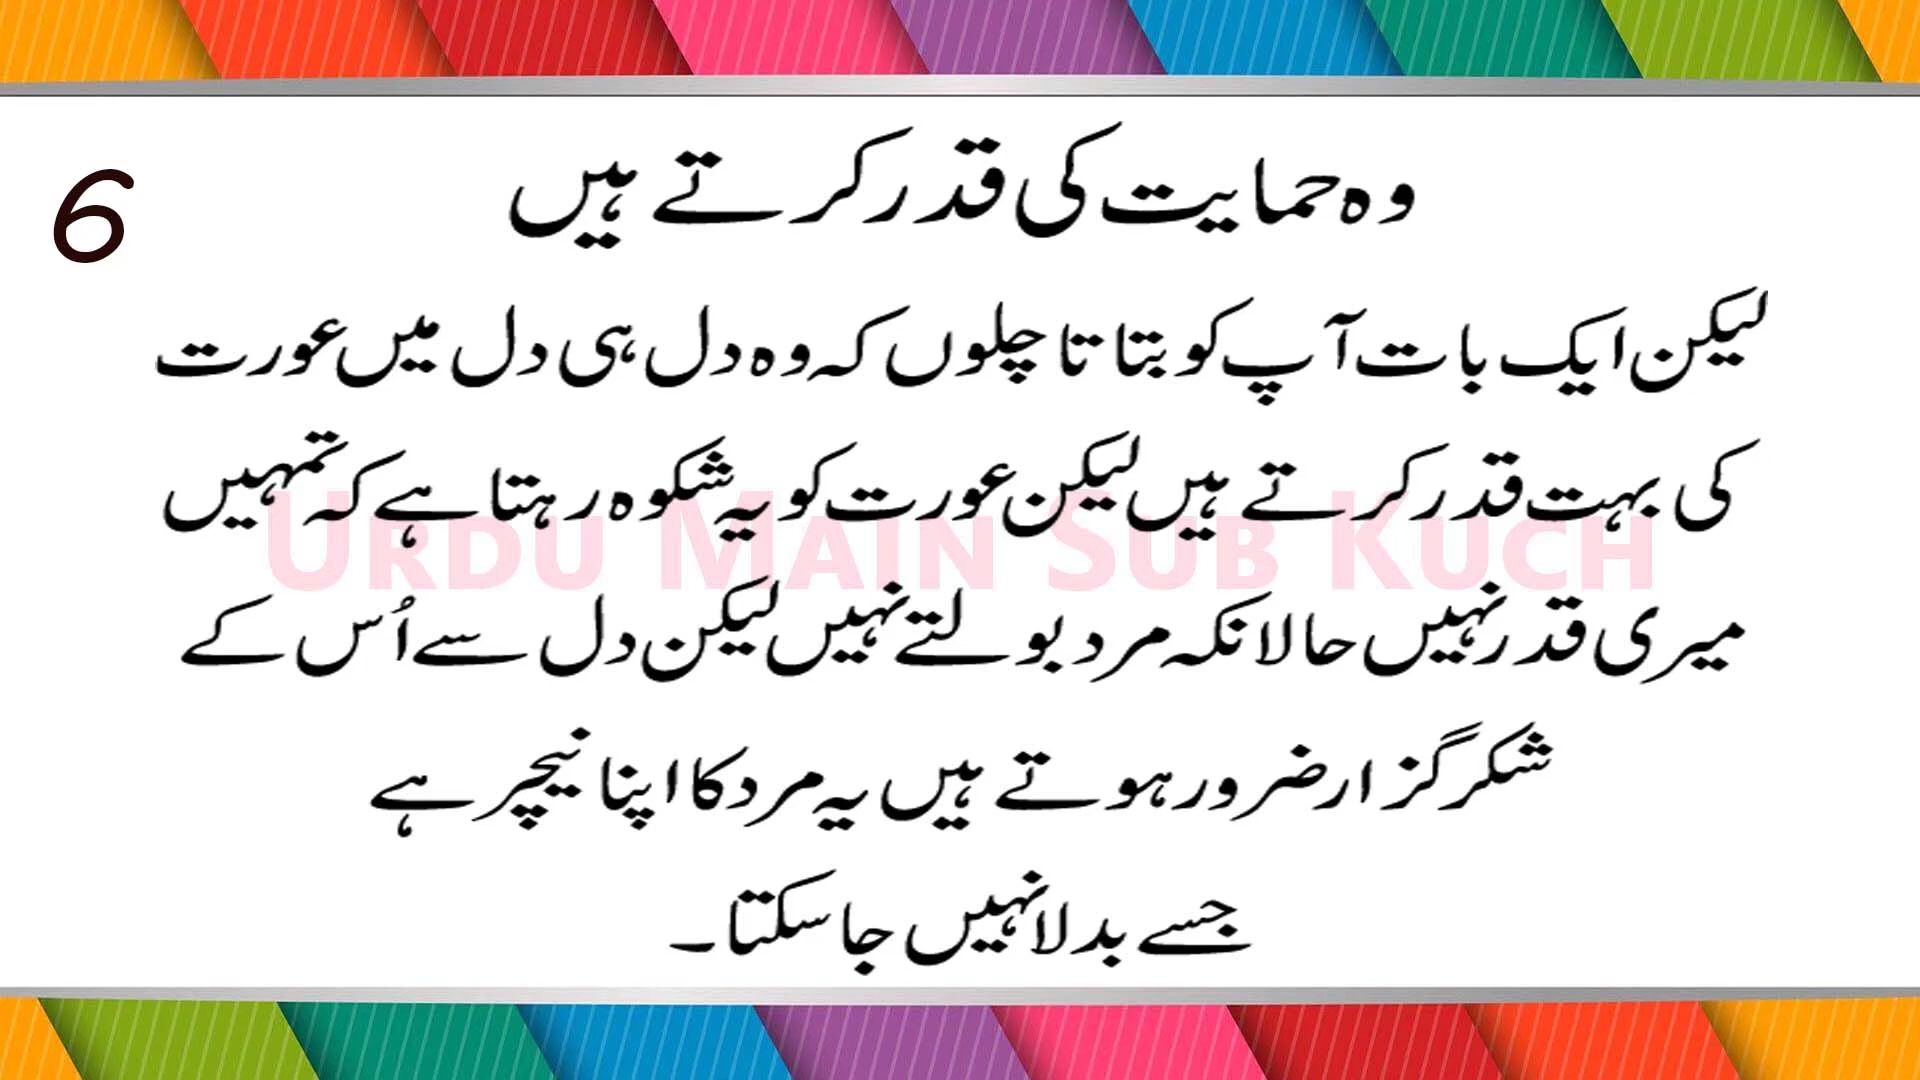 6
وہ حمایت کی قدر کرتے ہیں
لیکن ایک بات آپ کو بتاتا چلوں کہ وہ دل ہی دل میں عورت
کی بہت قدر کرتے ہیں لیکن عورت کو یہ شکوہ رہتا ہے کہ تمہیں
میری قدر نہیں حالانکہ مرد بولتے نہیں لیکن دل سے اُس کے
شکر گزار ضرور ہوتے ہیں یہ مرد کا اپنا نیچر ہے
جسے بدلا نہیں جا سکتا۔
URDU MAIN SUB KUCH